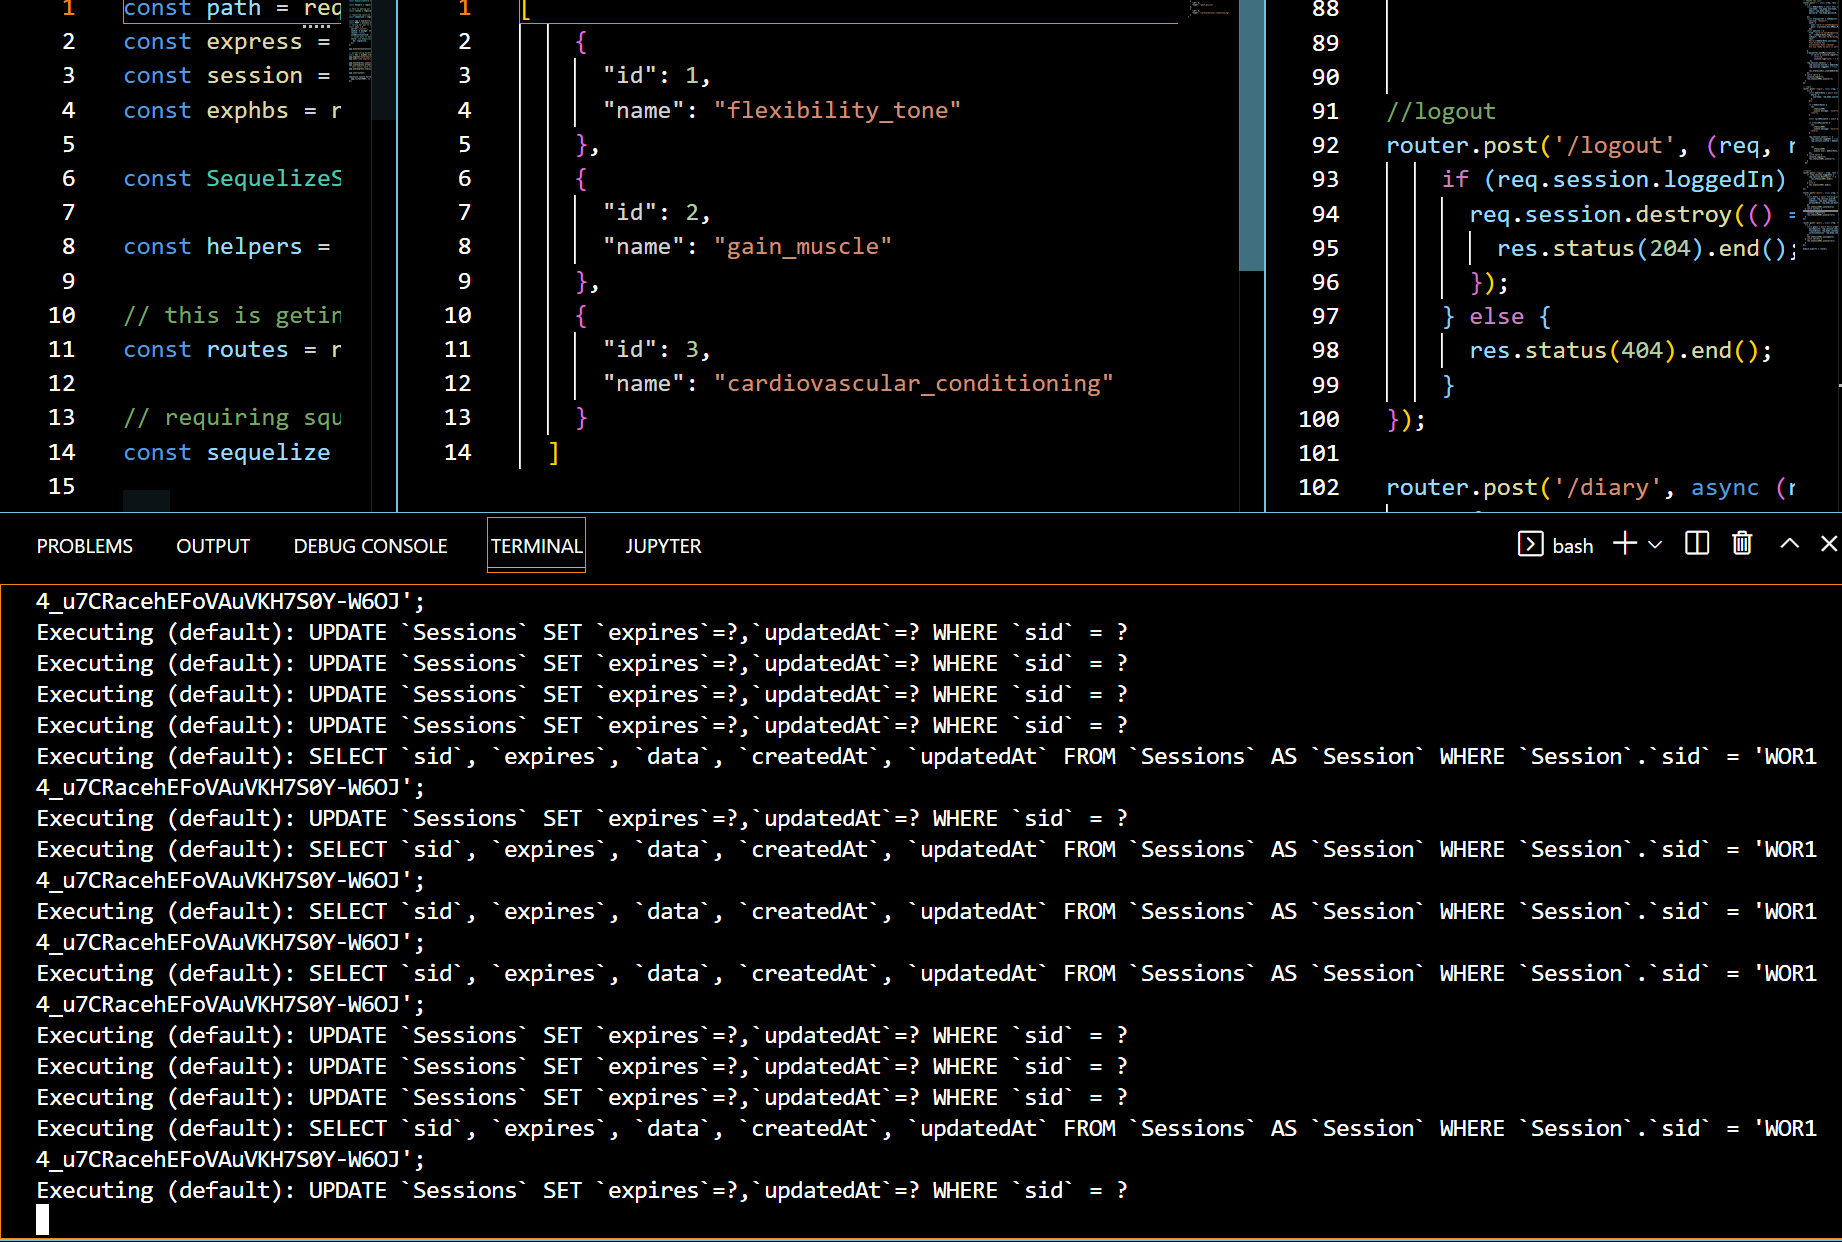 1 const path = req
2 const express =
3 const session =
4 const exphbs = r
5
6 const SequelizeS
7
8 const helpers =
9
10 // this is getin
11 const routes = r
12
13 // requiring squ
14 const sequelize
15
1 [
2 {
3 "id": 1,
4 "name": "flexibility_tone"
5 },
6 {
7 "id": 2,
8 "name": "gain_muscle"
9 },
10 {
11 "id": 3,
12 "name": "cardiovascular_conditioning"
13 }
14 ]
88
89
90
91 //logout
92 router.post('/logout', (req, r
93 if (req.session.loggedIn)
94 req.session.destroy(() =
95 res.status(204).end();
96 });
97 } else {
98 res.status(404).end();
99 }
100 });
101
102 router.post('/diary', async (r
PROBLEMS OUTPUT DEBUG CONSOLE TERMINAL JUPYTER bash
4_u7CRacehEFoVAuVKH7S0Y-W6OJ';
Executing (default): UPDATE `Sessions` SET `expires`=?,`updatedAt`=? WHERE `sid` = ?
Executing (default): UPDATE `Sessions` SET `expires`=?,`updatedAt`=? WHERE `sid` = ?
Executing (default): UPDATE `Sessions` SET `expires`=?,`updatedAt`=? WHERE `sid` = ?
Executing (default): UPDATE `Sessions` SET `expires`=?,`updatedAt`=? WHERE `sid` = ?
Executing (default): SELECT `sid`, `expires`, `data`, `createdAt`, `updatedAt` FROM `Sessions` AS `Session` WHERE `Session`.`sid` = 'WOR1
4_u7CRacehEFoVAuVKH7S0Y-W6OJ';
Executing (default): UPDATE `Sessions` SET `expires`=?,`updatedAt`=? WHERE `sid` = ?
Executing (default): SELECT `sid`, `expires`, `data`, `createdAt`, `updatedAt` FROM `Sessions` AS `Session` WHERE `Session`.`sid` = 'WOR1
4_u7CRacehEFoVAuVKH7S0Y-W6OJ';
Executing (default): SELECT `sid`, `expires`, `data`, `createdAt`, `updatedAt` FROM `Sessions` AS `Session` WHERE `Session`.`sid` = 'WOR1
4_u7CRacehEFoVAuVKH7S0Y-W6OJ';
Executing (default): SELECT `sid`, `expires`, `data`, `createdAt`, `updatedAt` FROM `Sessions` AS `Session` WHERE `Session`.`sid` = 'WOR1
4_u7CRacehEFoVAuVKH7S0Y-W6OJ';
Executing (default): UPDATE `Sessions` SET `expires`=?,`updatedAt`=? WHERE `sid` = ?
Executing (default): UPDATE `Sessions` SET `expires`=?,`updatedAt`=? WHERE `sid` = ?
Executing (default): UPDATE `Sessions` SET `expires`=?,`updatedAt`=? WHERE `sid` = ?
Executing (default): SELECT `sid`, `expires`, `data`, `createdAt`, `updatedAt` FROM `Sessions` AS `Session` WHERE `Session`.`sid` = 'WOR1
4_u7CRacehEFoVAuVKH7S0Y-W6OJ';
Executing (default): UPDATE `Sessions` SET `expires`=?,`updatedAt`=? WHERE `sid` = ?